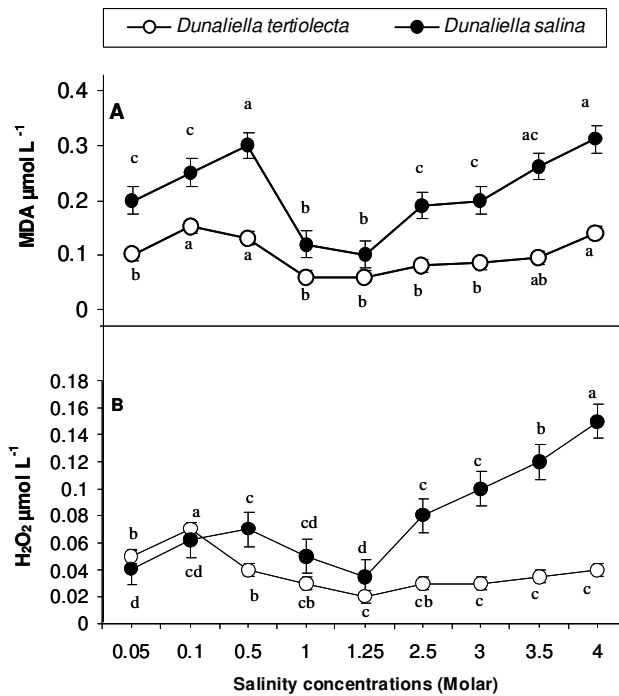 Dunaliella tertiolecta Dunaliella salina
A
MDA µmol L⁻¹
0.4
0.3
0.2
0.1
0
c c a b b c c ac a
b a a b b b b ab a
B
H₂O₂ µmol L⁻¹
0.18
0.16
0.14
0.12
0.1
0.08
0.06
0.04
0.02
0.00
b a c cd d c c b a
d cd b cb c cb c c c
0.05 0.1 0.5 1 1.25 2.5 3 3.5 4
Salinity concentrations (Molar)